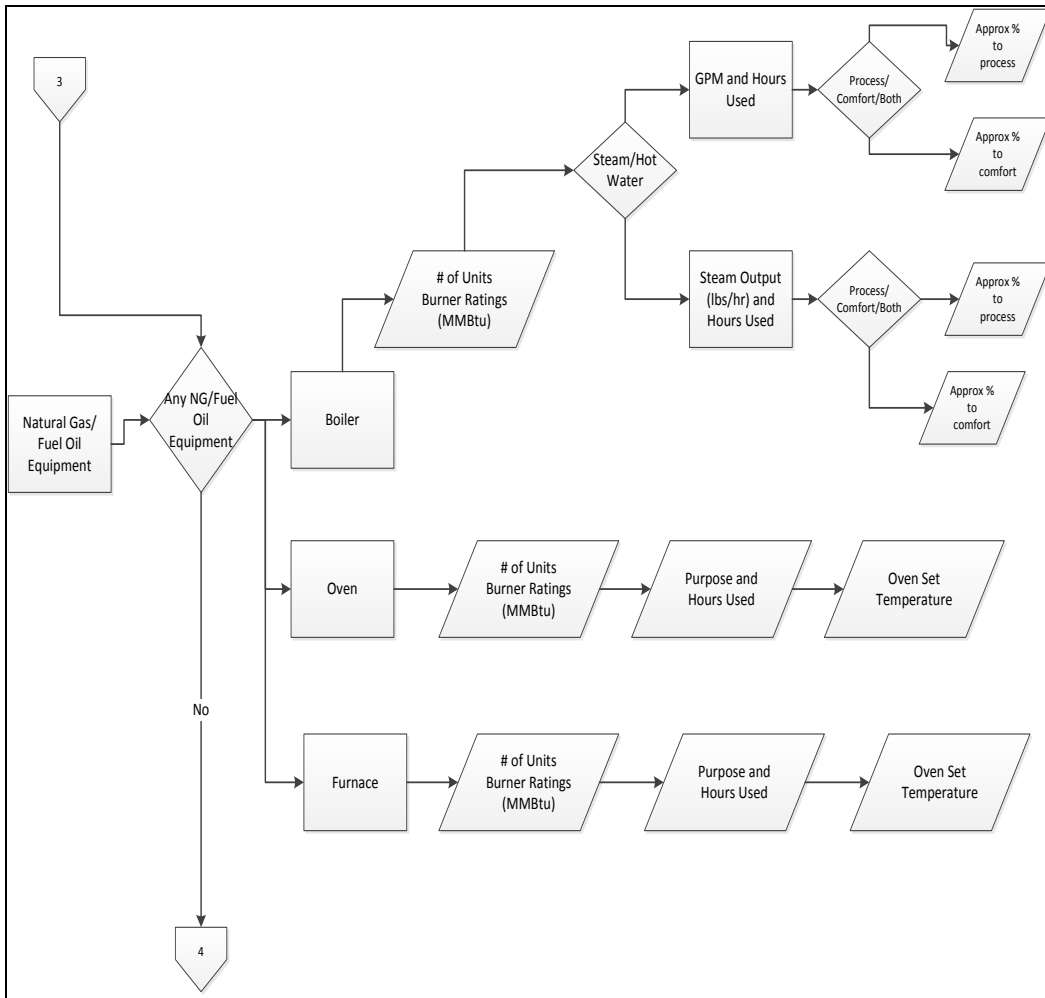 3
Natural Gas/
Fuel Oil
Equipment
Any NG/Fuel
Oil
Equipment
No
4
Boiler
# of Units
Burner Ratings
(MMBtu)
Steam/Hot
Water
GPM and Hours
Used
Process/
Comfort/Both
Approx %
to
process
Approx %
to
comfort
Steam Output
(lbs/hr) and
Hours Used
Process/
Comfort/Both
Approx %
to
process
Approx %
to
comfort
Oven
# of Units
Burner Ratings
(MMBtu)
Purpose and
Hours Used
Oven Set
Temperature
Furnace
# of Units
Burner Ratings
(MMBtu)
Purpose and
Hours Used
Oven Set
Temperature